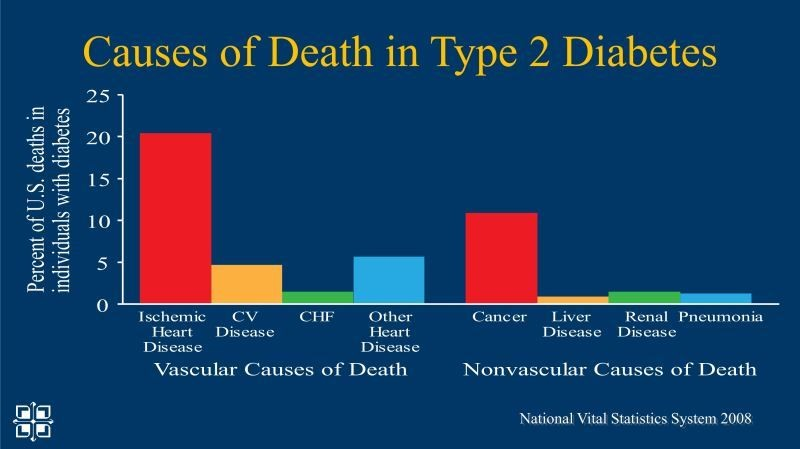 Causes of Death in Type 2 Diabetes
Percent of U.S. deaths in
individuals with diabetes
25
20
15
10
5
0
Ischemic
Heart
Disease
CV
Disease
CHF
Other
Heart
Disease
Cancer
Liver
Disease
Renal
Disease
Pneumonia
Vascular Causes of Death
Nonvascular Causes of Death
National Vital Statistics System 2008